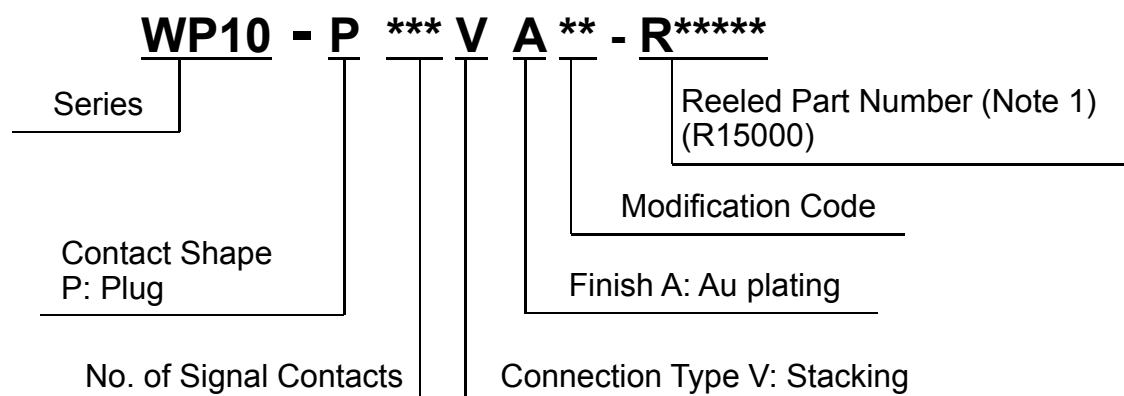 WP10 - P *** V A ** - R*****
Series
Reeled Part Number (Note 1)
(R15000)
Modification Code
Contact Shape
P: Plug
Finish A: Au plating
No. of Signal Contacts
Connection Type V: Stacking